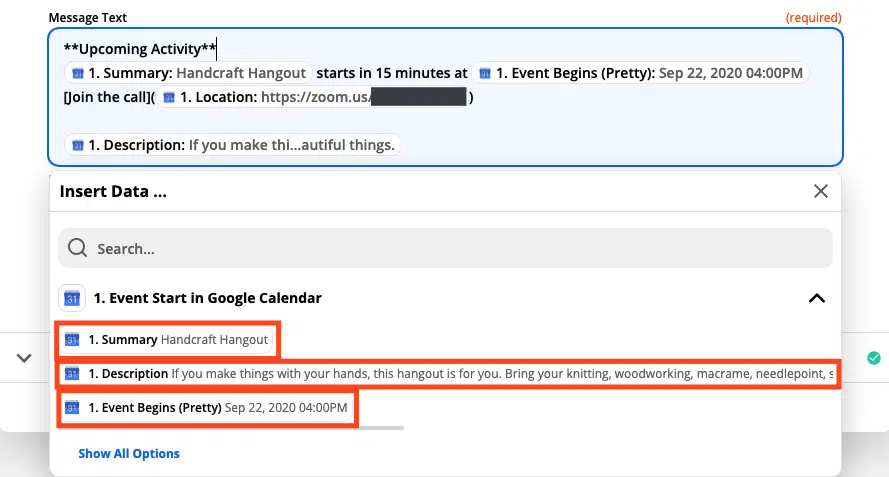 Message Text (required)
**Upcoming Activity**
1. Summary: Handcraft Hangout starts in 15 minutes at 1. Event Begins (Pretty): Sep 22, 2020 04:00PM
[Join the call]( 1. Location: https://zoom.us/ )
1. Description: If you make thi...autiful things.
Insert Data ...
Search...
1. Event Start in Google Calendar
1. Summary Handcraft Hangout
1. Description If you make things with your hands, this hangout is for you. Bring your knitting, woodworking, macrame, needlepoint, s
1. Event Begins (Pretty) Sep 22, 2020 04:00PM
Show All Options